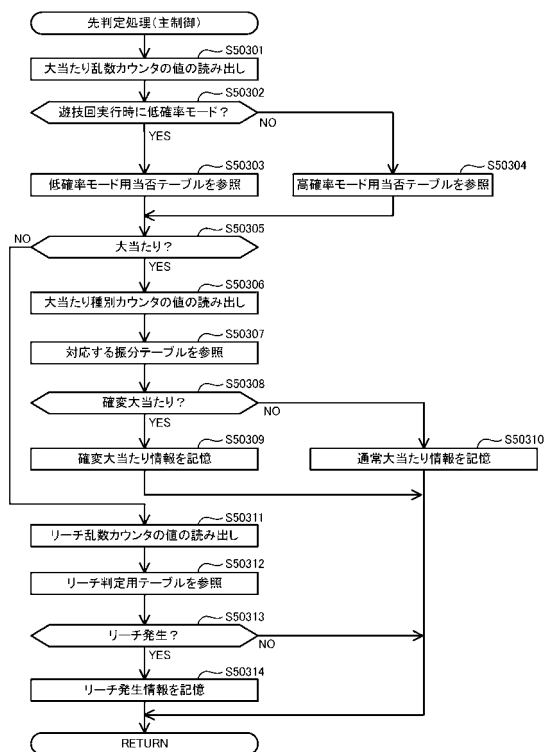 先判定処理(主制御)
S50301
大当たり乱数カウンタの値の読み出し
S50302
遊技回実行時に低確率モード?
NO
YES
S50303
低確率モード用当否テーブルを参照
S50304
高確率モード用当否テーブルを参照
S50305
NO
大当たり?
YES
S50306
大当たり種別カウンタの値の読み出し
S50307
対応する振分テーブルを参照
S50308
確変大当たり?
NO
YES
S50309
確変大当たり情報を記憶
S50310
通常大当たり情報を記憶
S50311
リーチ乱数カウンタの値の読み出し
S50312
リーチ判定用テーブルを参照
S50313
リーチ発生?
NO
YES
S50314
リーチ発生情報を記憶
RETURN